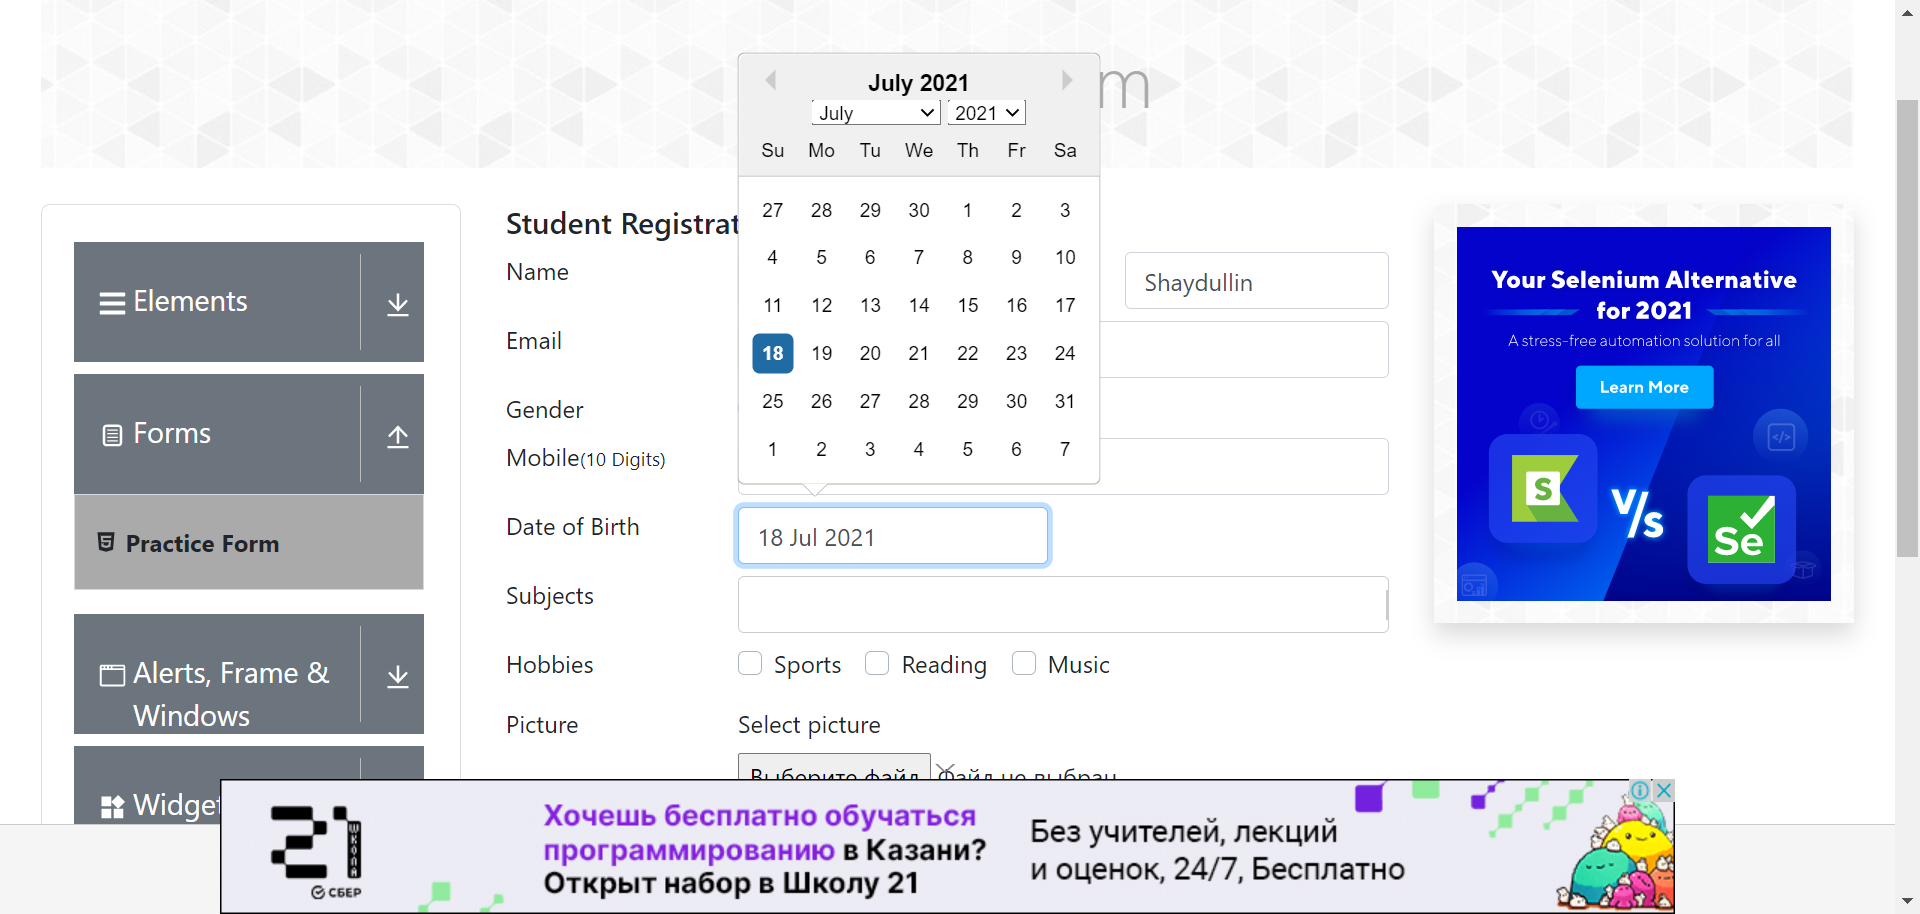 m
July 2021
July
2021
Su Mo Tu We Th Fr Sa
27 28 29 30 1 2 3
4 5 6 7 8 9 10
11 12 13 14 15 16 17
18 19 20 21 22 23 24
25 26 27 28 29 30 31
1 2 3 4 5 6 7
Elements
Forms
Practice Form
Alerts, Frame &
Windows
Widge
Student Registrat
Name
Shaydullin
Email
Gender
Mobile(10 Digits)
Date of Birth
18 Jul 2021
Subjects
Hobbies
Sports
Reading
Music
Picture
Select picture
Выберите файл
Файл не выбран
Your Selenium Alternative
for 2021
A stress-free automation solution for all
Learn More
S
V/s
Se
21
ШКОЛА
СБЕР
Хочешь бесплатно обучаться
программированию в Казани?
Открыт набор в Школу 21
Без учителей, лекций
и оценок, 24/7, Бесплатно